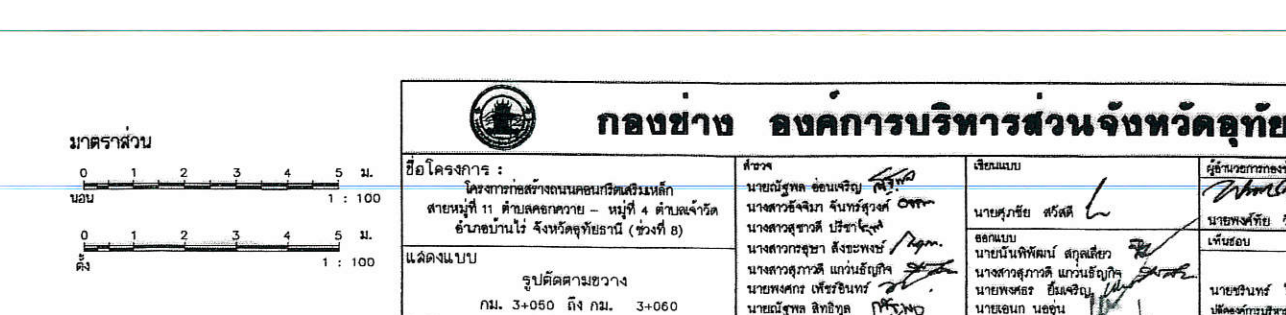 กองช่าง องค์การบริหารส่วนจังหวัดอุทัย
มาตราส่วน
0 1 2 3 4 5 ม.
นอน 1 : 100
0 1 2 3 4 5 ม.
ตั้ง 1 : 100
ชื่อโครงการ :
โครงการก่อสร้างถนนคอนกรีตเสริมเหล็ก
สายหมู่ที่ 11 ตำบลคอกควาย – หมู่ที่ 4 ตำบลเจ้าวัด
อำเภอบ้านไร่ จังหวัดอุทัยธานี (ช่วงที่ 8)
แสดงแบบ
รูปตัดตามขวาง
กม. 3+050 ถึง กม. 3+060
สำรวจ
นายณัฐพล อ่อนเจริญ
นางสาวอัจจิมา จันทร์สุวงศ์
นางสาวสุชาวดี
นางสาวกรอุษา สังขะพงษ์
นางสาวสุภาวดี แก่นธัญกิจ
นายพงศกร เพ็ชรอินทร์
นายณัฐพล สิทธิทูล
เขียนแบบ
นายศุภชัย สวัสดี
ออกแบบ
นายนันพิพัฒน์ สกุลเสียว
นางสาวสุภาวดี แก่นธัญกิจ
นายพงศธร ยิ้มเจริญ
นายเอนก นออุ่น
ผู้อำนวยการกอง
นายพงศ์ทัย
เห็นชอบ
นายชรินทร์
ปลัดองค์การบริหาร